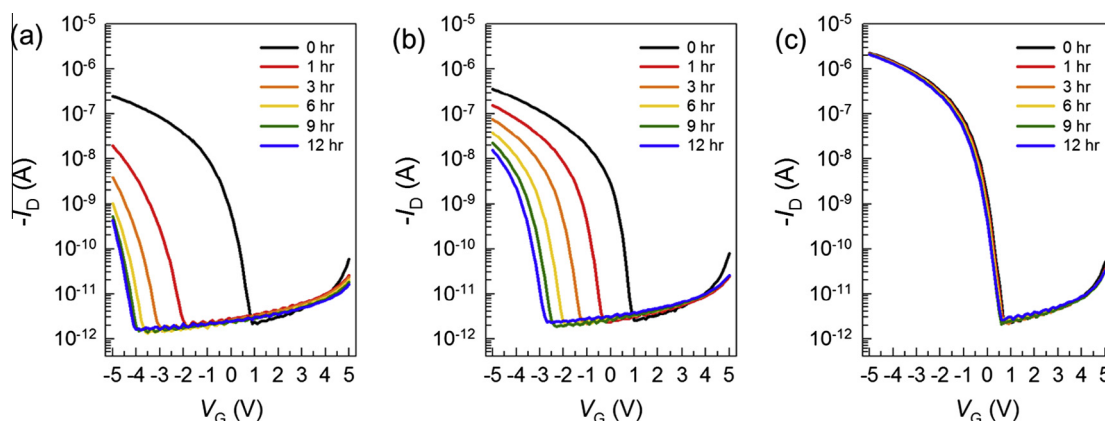 (a)
10⁻⁵
10⁻⁶
10⁻⁷
10⁻⁸
10⁻⁹
10⁻¹⁰
10⁻¹¹
10⁻¹²
-I_D (A)
0 hr
1 hr
3 hr
6 hr
9 hr
12 hr
-5 -4 -3 -2 -1 0 1 2 3 4 5
V_G (V)
(b)
10⁻⁵
10⁻⁶
10⁻⁷
10⁻⁸
10⁻⁹
10⁻¹⁰
10⁻¹¹
10⁻¹²
-I_D (A)
0 hr
1 hr
3 hr
6 hr
9 hr
12 hr
-5 -4 -3 -2 -1 0 1 2 3 4 5
V_G (V)
(c)
10⁻⁵
10⁻⁶
10⁻⁷
10⁻⁸
10⁻⁹
10⁻¹⁰
10⁻¹¹
10⁻¹²
-I_D (A)
0 hr
1 hr
3 hr
6 hr
9 hr
12 hr
-5 -4 -3 -2 -1 0 1 2 3 4 5
V_G (V)